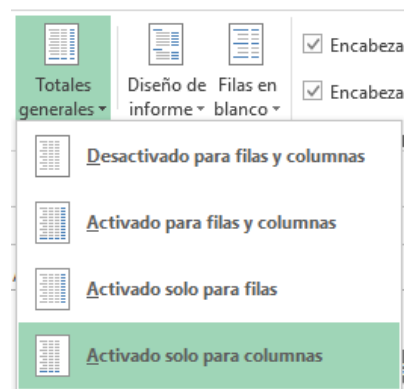 Totales generales
Diseño de informe
Filas en blanco
Encabeza
Encabeza
Desactivado para filas y columnas
Activado para filas y columnas
Activado solo para filas
Activado solo para columnas